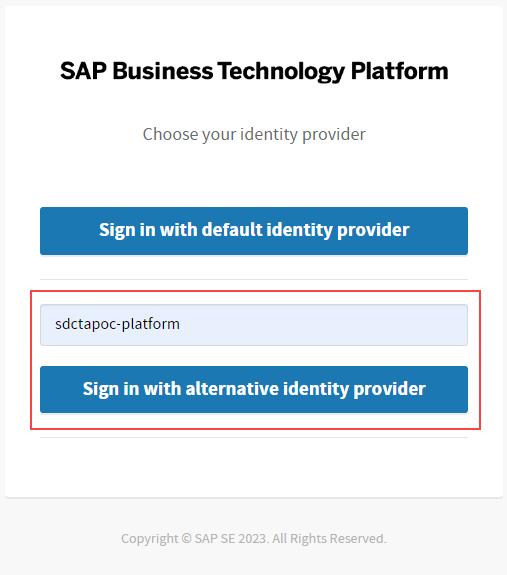 SAP Business Technology Platform
Choose your identity provider
Sign in with default identity provider
sdctapoc-platform
Sign in with alternative identity provider
Copyright © SAP SE 2023. All Rights Reserved.